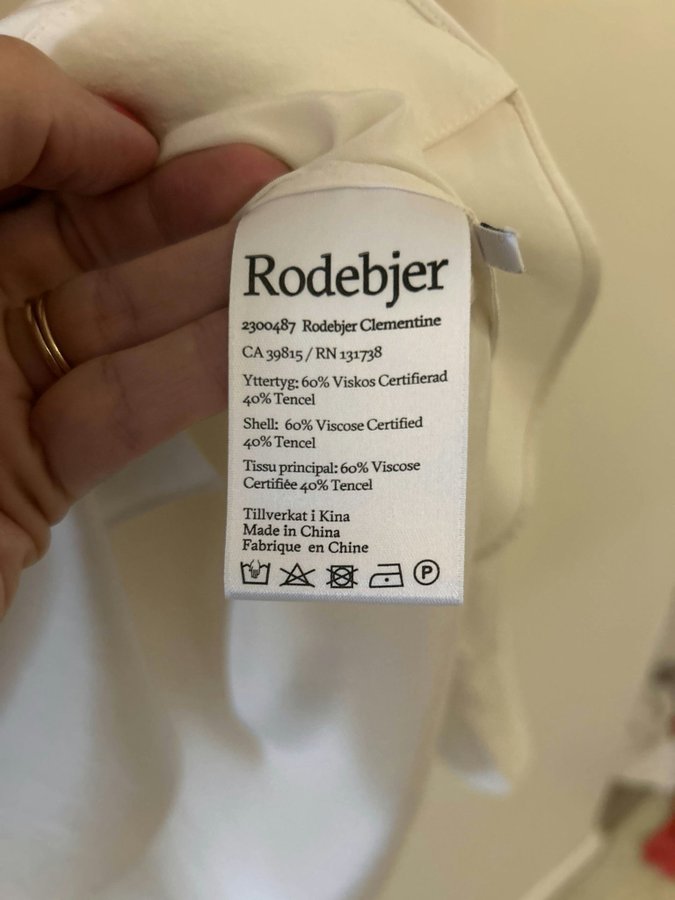 Rodebjer
2300487 Rodebjer Clementine
CA 39815 / RN 131738
Yttertyg: 60% Viskos Certifierad
40% Tencel
Shell: 60% Viscose Certified
40% Tencel
Tissu principal: 60% Viscose
Certifiée 40% Tencel
Tillverkat i Kina
Made in China
Fabrique en Chine
P